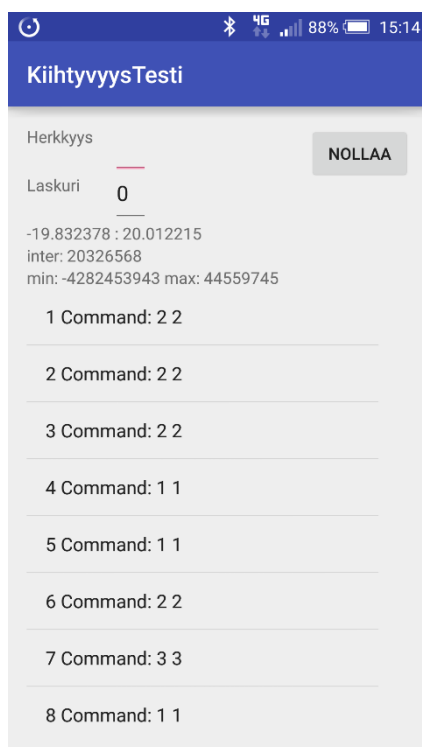 4G 88% 15:14
KiihtyvyysTesti
Herkkyys
NOLLAA
Laskuri 0
-19.832378 : 20.012215
inter: 20326568
min: -4282453943 max: 44559745
1 Command: 2 2
2 Command: 2 2
3 Command: 2 2
4 Command: 1 1
5 Command: 1 1
6 Command: 2 2
7 Command: 3 3
8 Command: 1 1